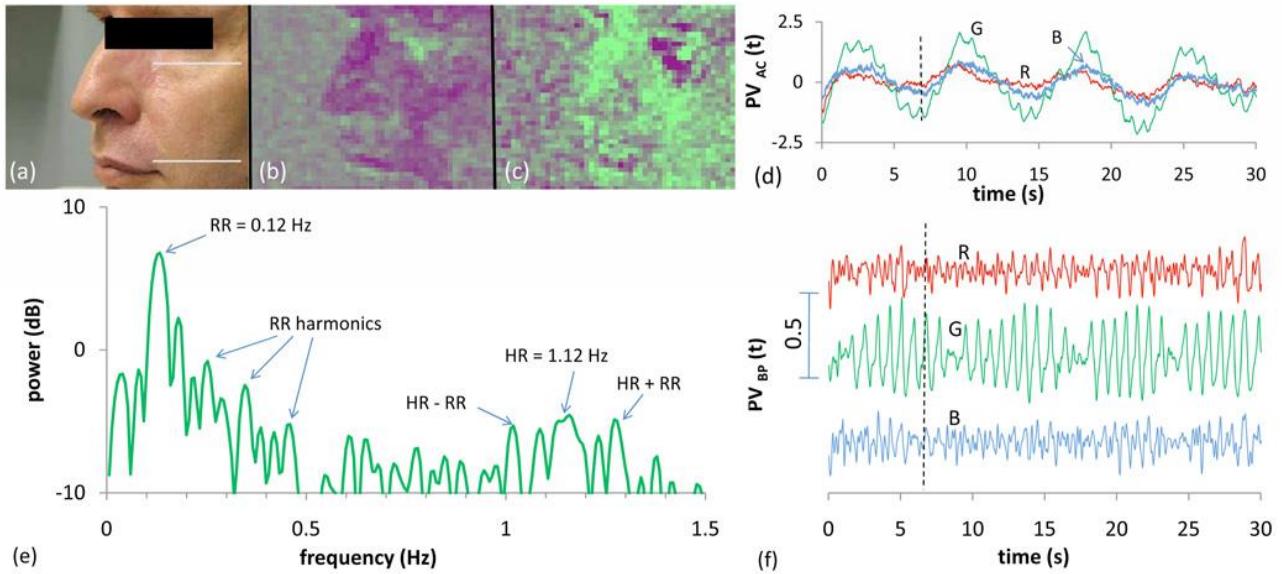 (a)
(b)
(c)
PV AC (t)
2.5
0
-2.5
G
B
R
0 5 10 15 20 25 30
time (s)
(d)
power (dB)
10
0
-10
RR = 0.12 Hz
RR harmonics
HR = 1.12 Hz
HR - RR
HR + RR
0 0.5 1 1.5
frequency (Hz)
(e)
PV BP (t)
0.5
R
G
B
0 5 10 15 20 25 30
time (s)
(f)